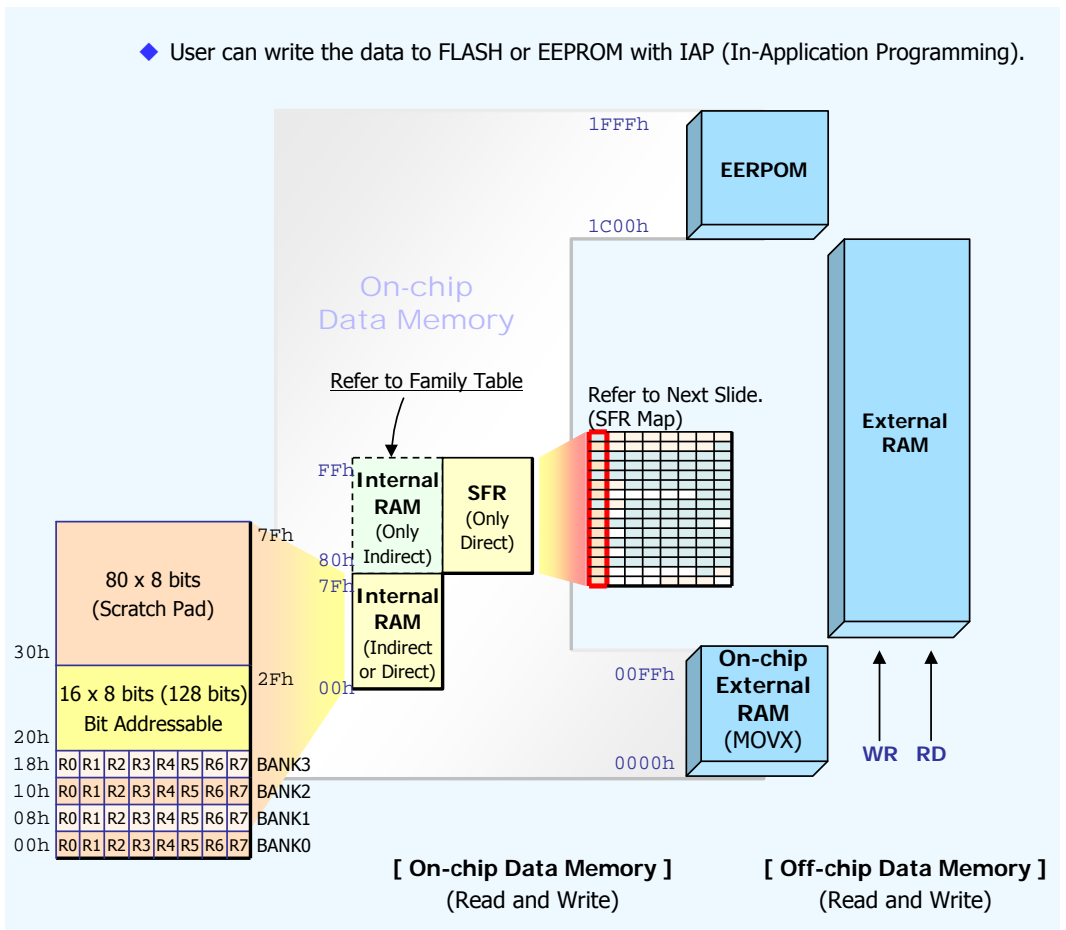 ◆ User can write the data to FLASH or EEPROM with IAP (In-Application Programming).
1FFFh
EERPOM
1C00h
On-chip
Data Memory
Refer to Family Table
Refer to Next Slide.
(SFR Map)
External
RAM
FFh
Internal
RAM
(Only
Indirect)
80h
SFR
(Only
Direct)
7Fh
Internal
RAM
(Indirect
or Direct)
00h
7Fh
80 x 8 bits
(Scratch Pad)
30h
2Fh
16 x 8 bits (128 bits)
Bit Addressable
20h
18h R0 R1 R2 R3 R4 R5 R6 R7 BANK3
10h R0 R1 R2 R3 R4 R5 R6 R7 BANK2
08h R0 R1 R2 R3 R4 R5 R6 R7 BANK1
00h R0 R1 R2 R3 R4 R5 R6 R7 BANK0
00FFh
On-chip
External
RAM
(MOVX)
0000h
WR RD
[ On-chip Data Memory ]
(Read and Write)
[ Off-chip Data Memory ]
(Read and Write)